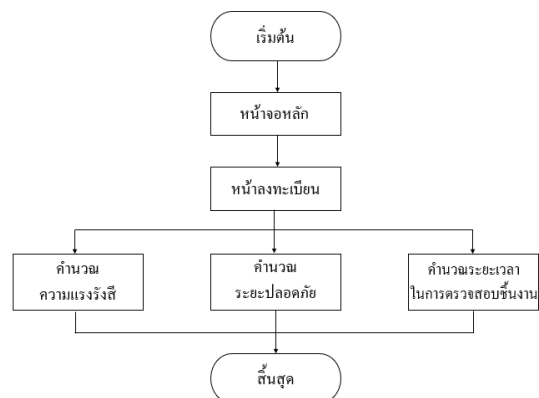 เริ่มต้น
หน้าจอหลัก
หน้าลงทะเบียน
คำนวณ
ความแรงรังสี
คำนวณ
ระยะปลอดภัย
คำนวณระยะเวลา
ในการตรวจสอบชิ้นงาน
สิ้นสุด